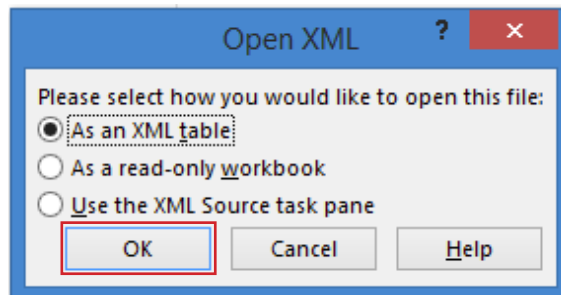 Open XML ? ×
Please select how you would like to open this file:
As an XML table
As a read-only workbook
Use the XML Source task pane
OK Cancel Help